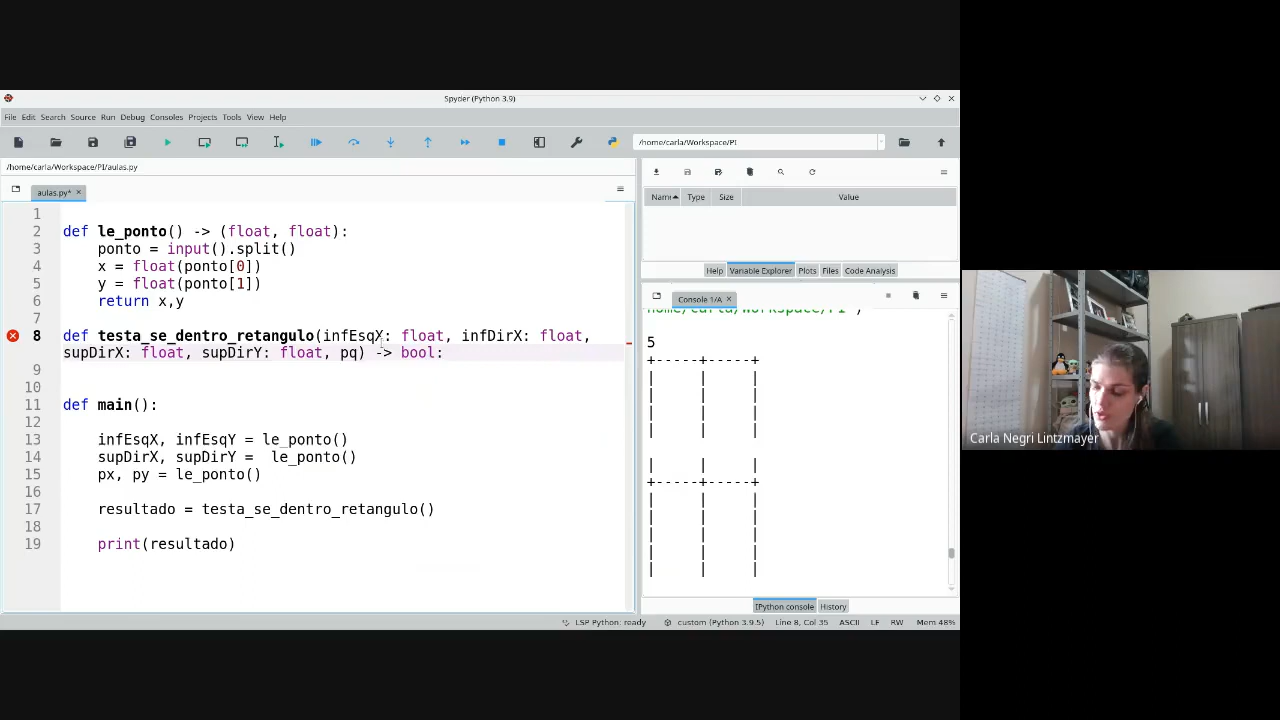 Spyder (Python 3.9)
File Edit Search Source Run Debug Consoles Projects Tools View Help
/home/carla/Workspace/PI
/home/carla/Workspace/PI/aulas.py
aulas.py*
1
2 def le_ponto() -> (float, float):
3 ponto = input().split()
4 x = float(ponto[0])
5 y = float(ponto[1])
6 return x,y
7
8 def testa_se_dentro_retangulo(infEsqX: float, infDirX: float,
supDirX: float, supDirY: float, pq) -> bool:
9
10
11 def main():
12
13 infEsqX, infEsqY = le_ponto()
14 supDirX, supDirY =  le_ponto()
15 px, py = le_ponto()
16
17 resultado = testa_se_dentro_retangulo()
18
19 print(resultado)
Name Type Size Value
Help Variable Explorer Plots Files Code Analysis
Console 1/A
home/carla/Workspace/PI')
5
+-----+-----+
| | |
| | |
| | |
| | |
| | |
+-----+-----+
| | |
| | |
| | |
| | |
| | |
IPython console History
LSP Python: ready custom (Python 3.9.5) Line 8, Col 35 ASCII LF RW Mem 48%
Carla Negri Lintzmayer